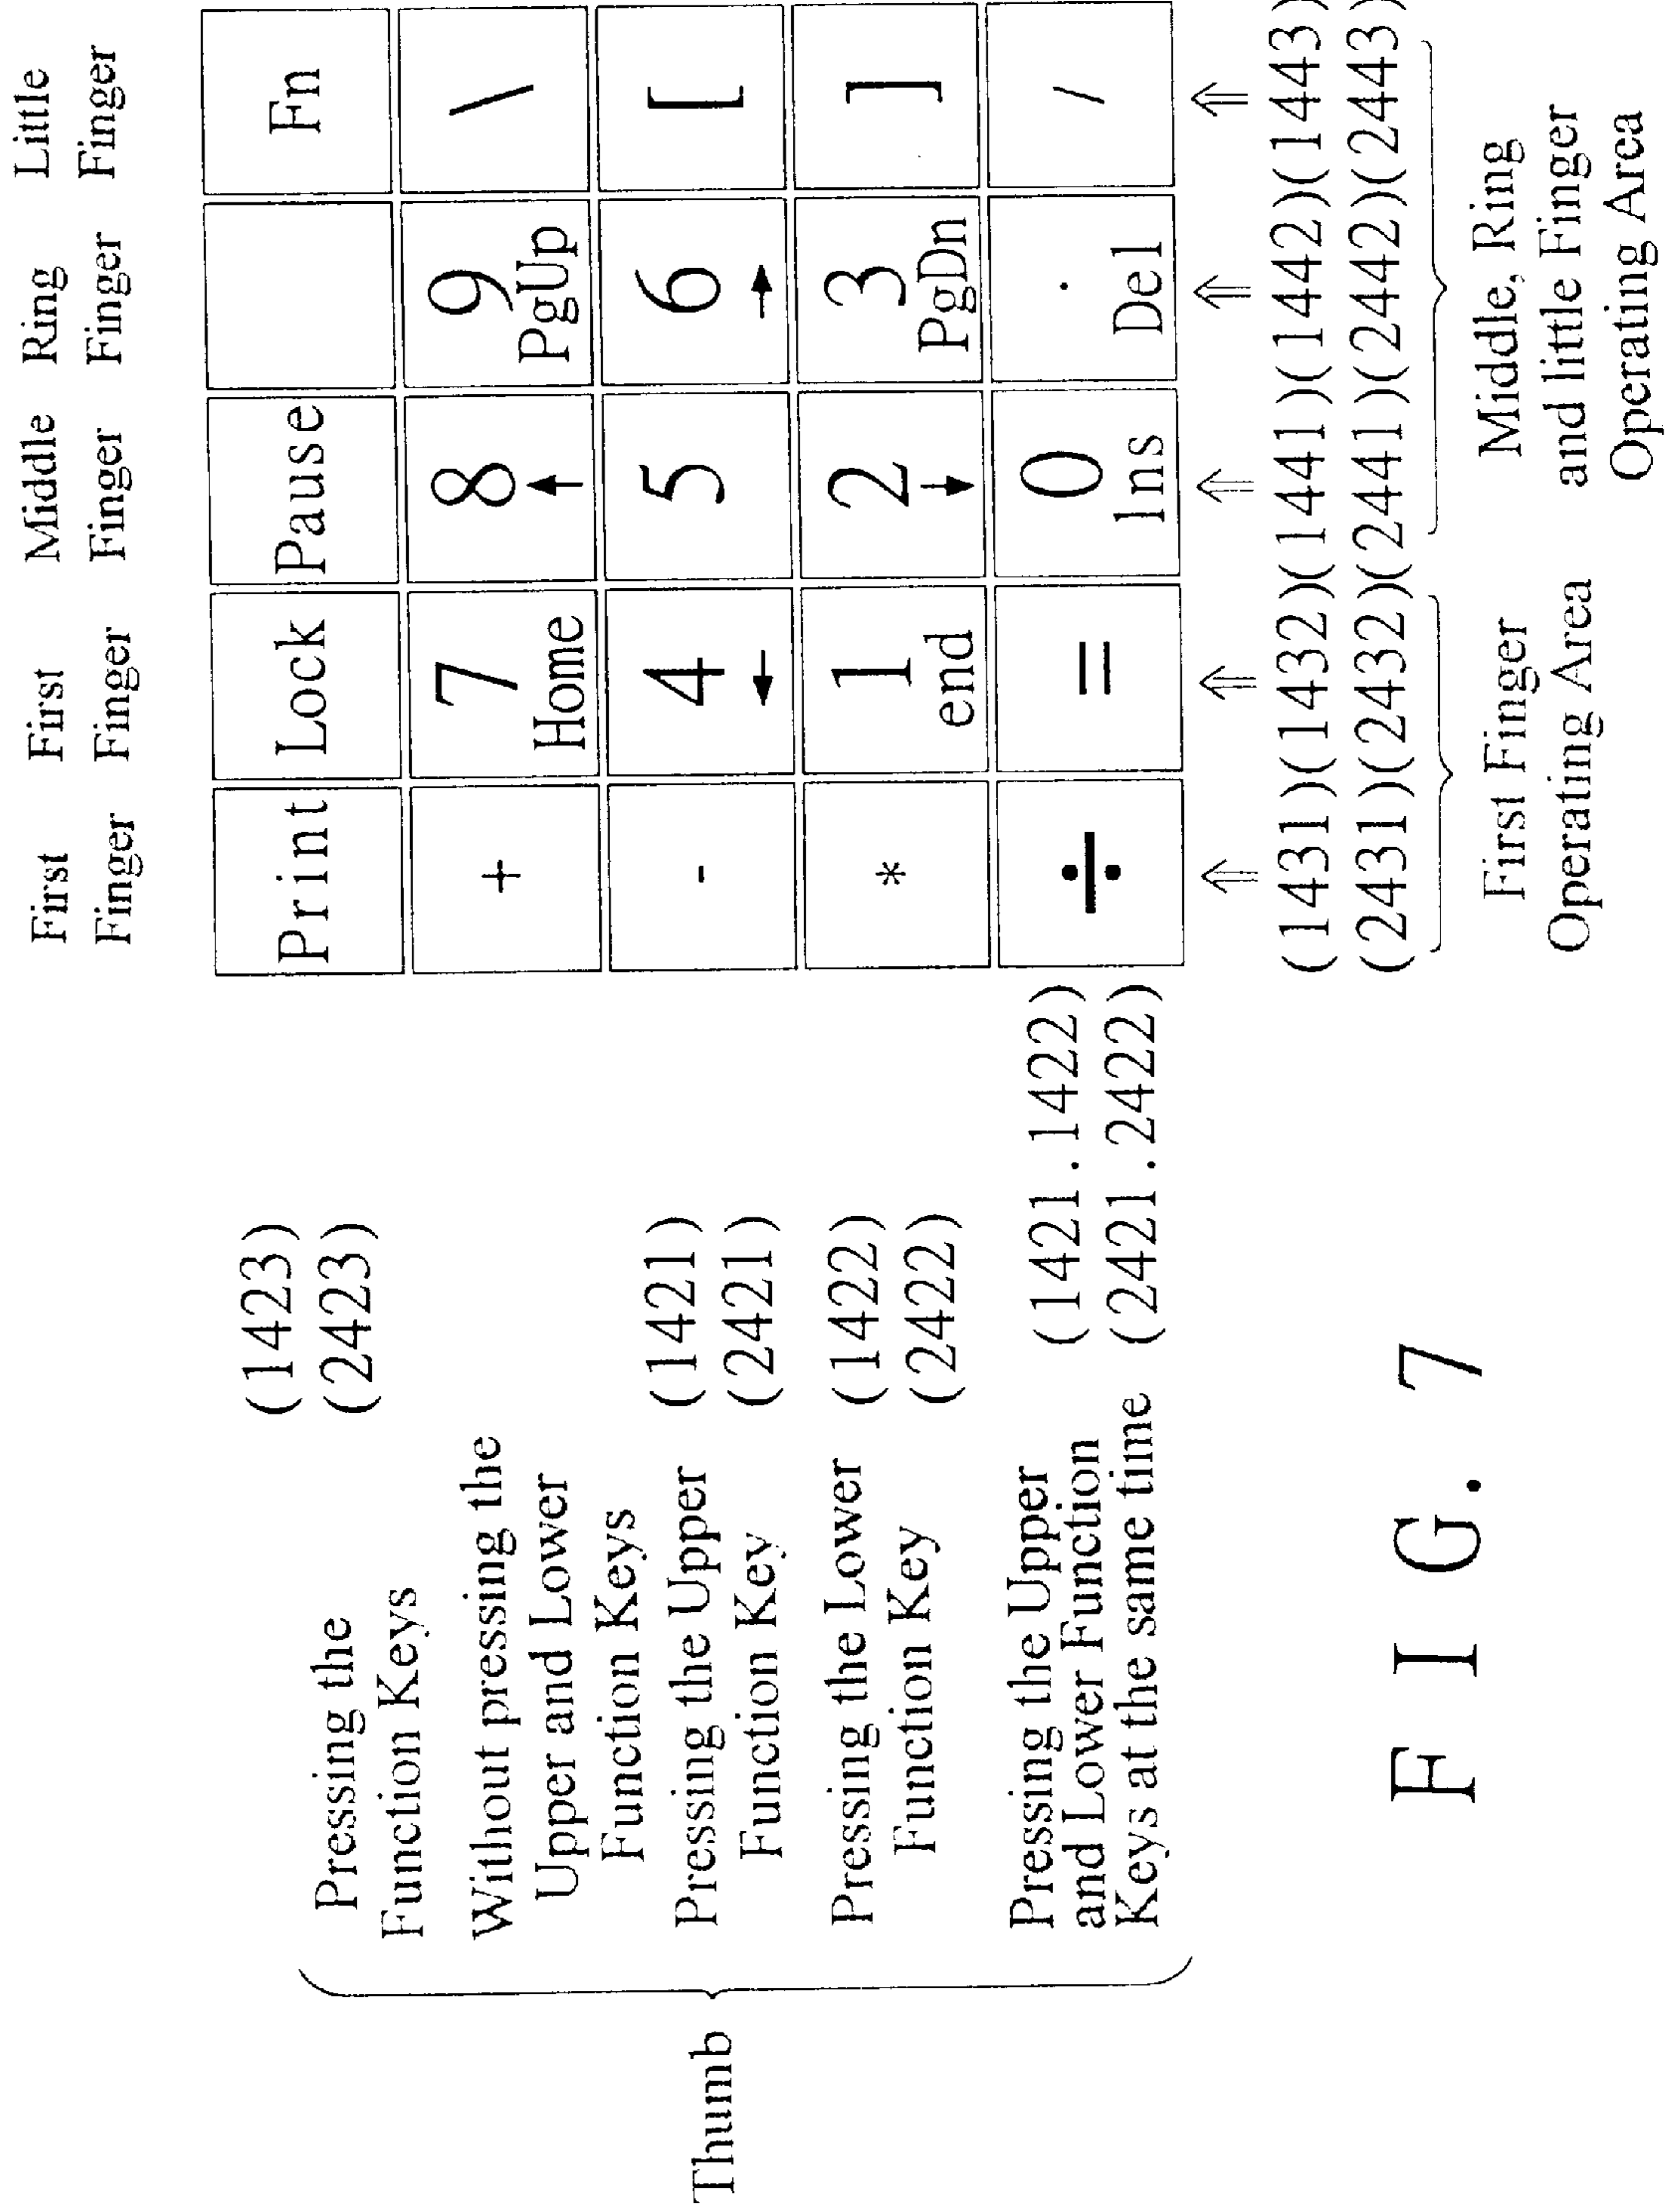 First First Middle Ring Little
Finger Finger Finger Finger Finger
Thumb
Pressing the
Function Keys
(1423)
(2423)
Print Lock Pause Fn
Without pressing the
Upper and Lower
Function Keys
+ 7 8 9 \
Home ↑ PgUp
Pressing the Upper
Function Key
(1421)
(2421)
- 4 5 6 [
← →
Pressing the Lower
Function Key
(1422)
(2422)
* 1 2 3 ]
end ↓ PgDn
Pressing the Upper
and Lower Function
Keys at the same time
(1421.1422)
(2421.2422)
÷ = 0 . /
Ins Del
⇑ ⇑ ⇑ ⇑ ⇑
(1431)(1432)(1441)(1442)(1443)
(2431)(2432)(2441)(2442)(2443)
First Finger
Operating Area
Middle, Ring
and little Finger
Operating Area
FIG. 7